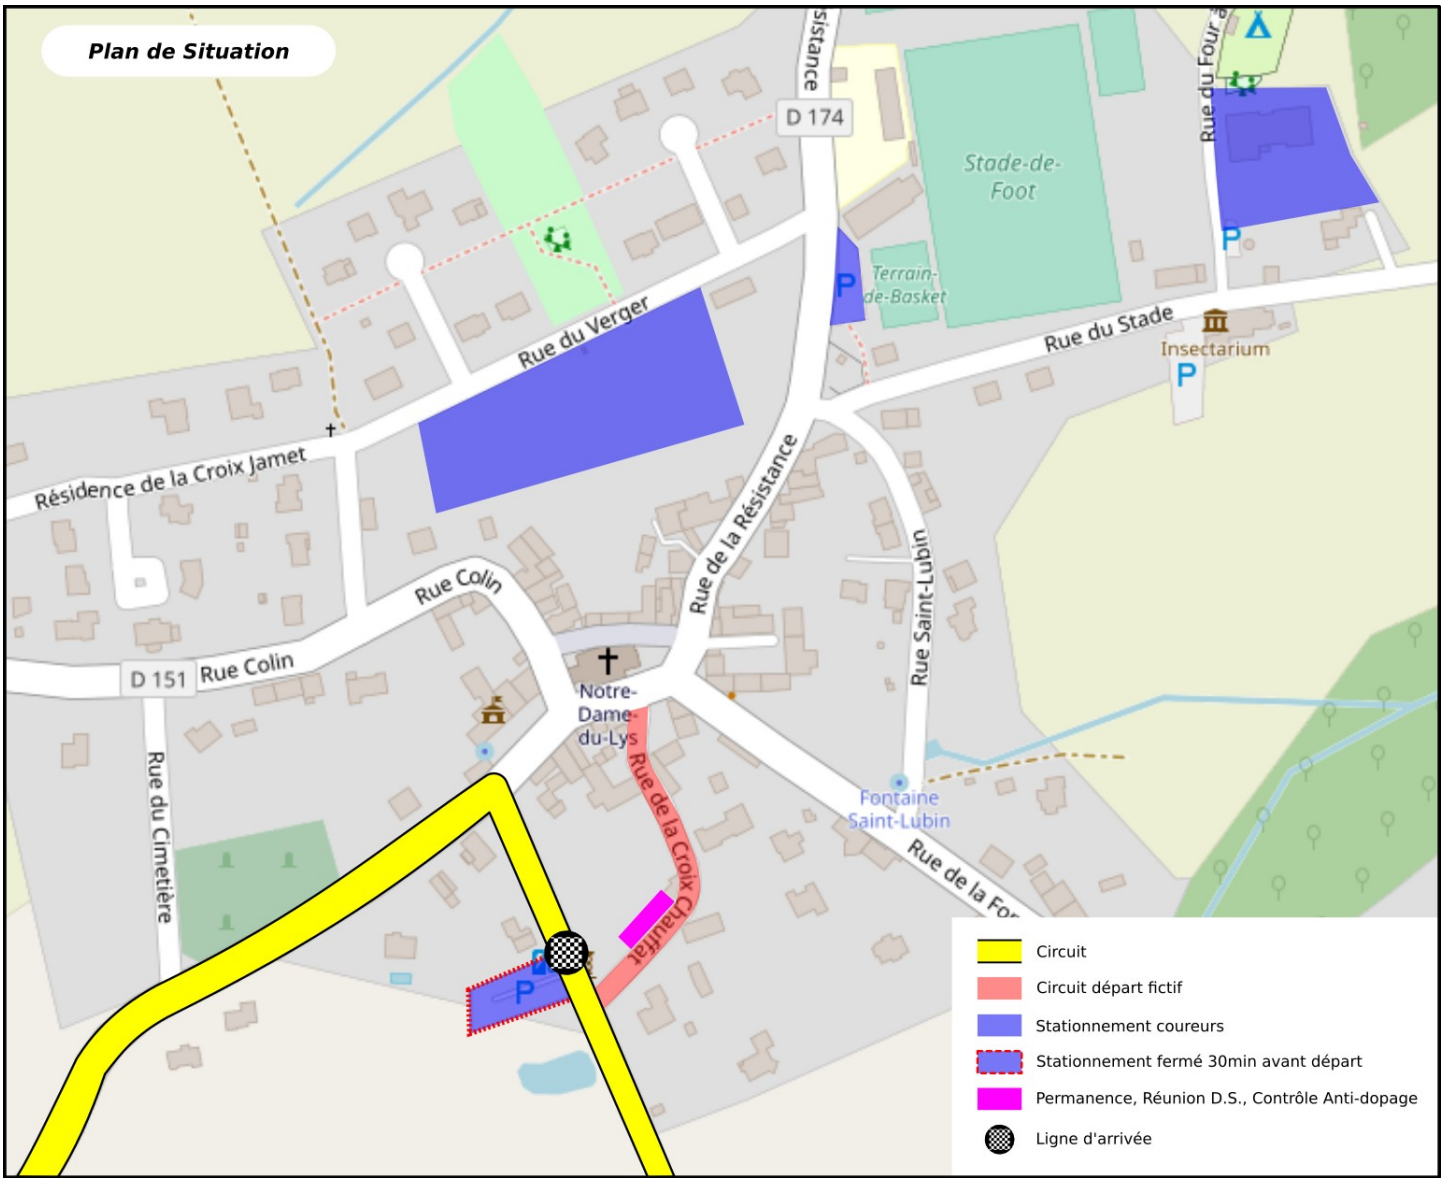 Plan de Situation
sistance
Rue du Four à
D 174
Stade-de-
Foot
P
P
Terrain-
de-Basket
Rue du Verger
Rue du Stade
Insectarium
P
Résidence de la Croix Jamet
Rue de la Résistance
Rue Colin
Rue Saint-Lubin
D 151
Rue Colin
Notre-
Dame-
du-Lys
Rue du Cimetière
Rue de la Croix Chauffat
Fontaine
Saint-Lubin
Rue de la For
P
Circuit
Circuit départ fictif
Stationnement coureurs
Stationnement fermé 30min avant départ
Permanence, Réunion D.S., Contrôle Anti-dopage
Ligne d'arrivée